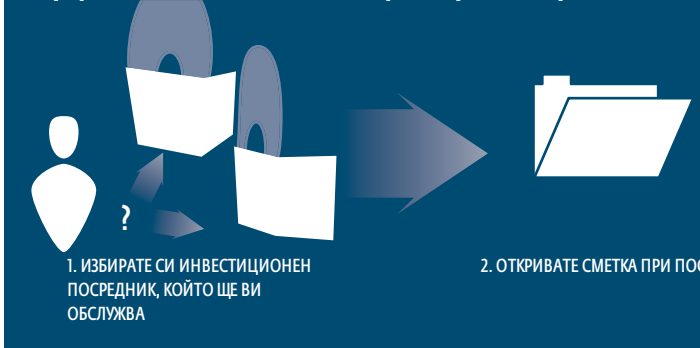 ?
1. ИЗБИРАТЕ СИ ИНВЕСТИЦИОНЕН
ПОСРЕДНИК, КОЙТО ЩЕ ВИ
ОБСЛУЖВА
2. ОТКРИВАТЕ СМЕТКА ПРИ